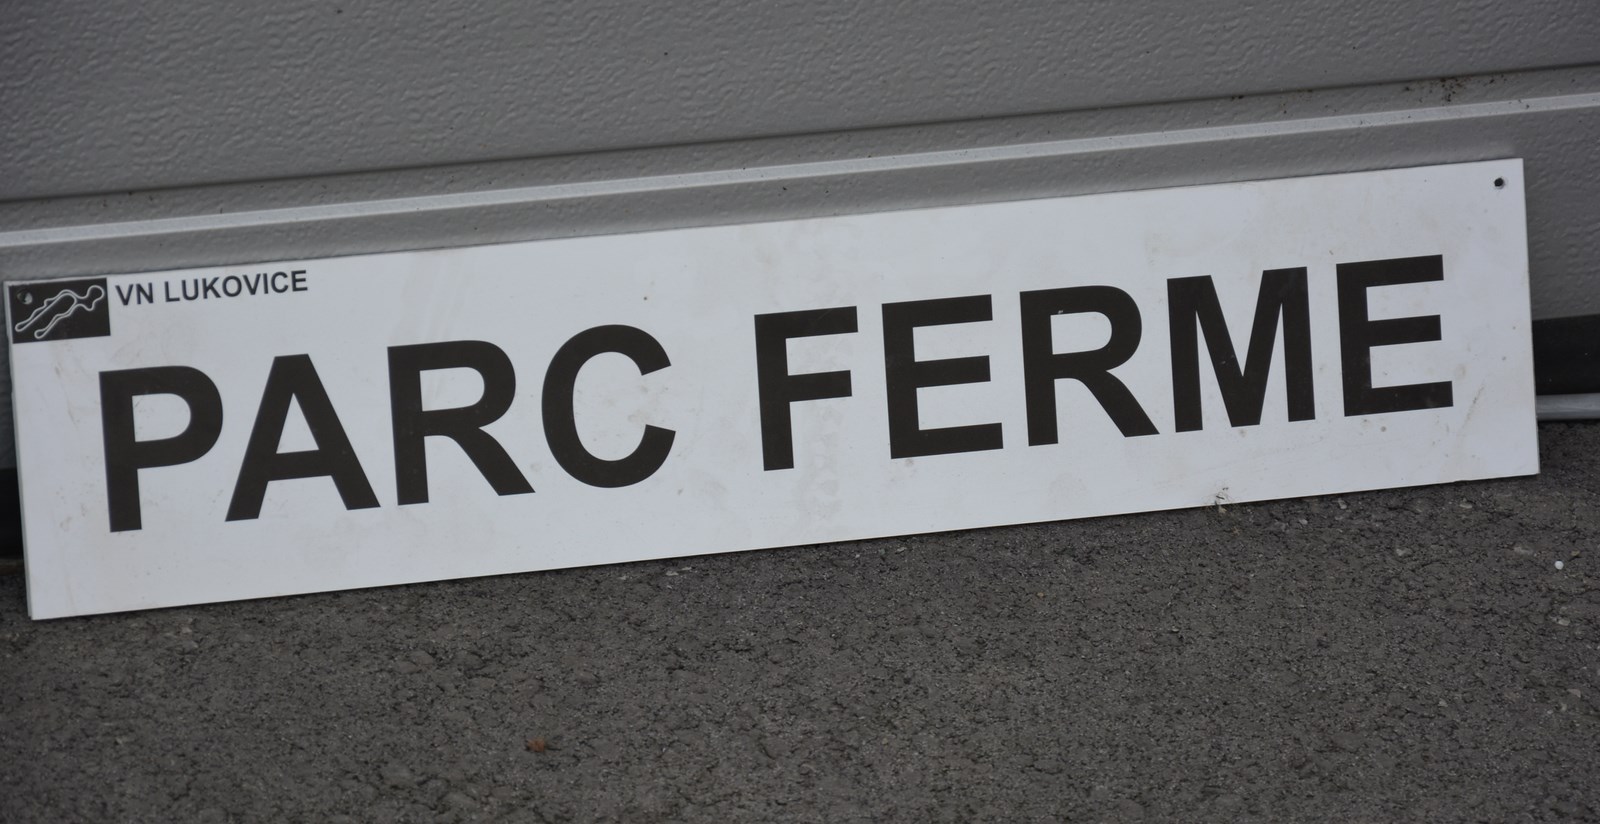 VN LUKOVICE
PARC FERME